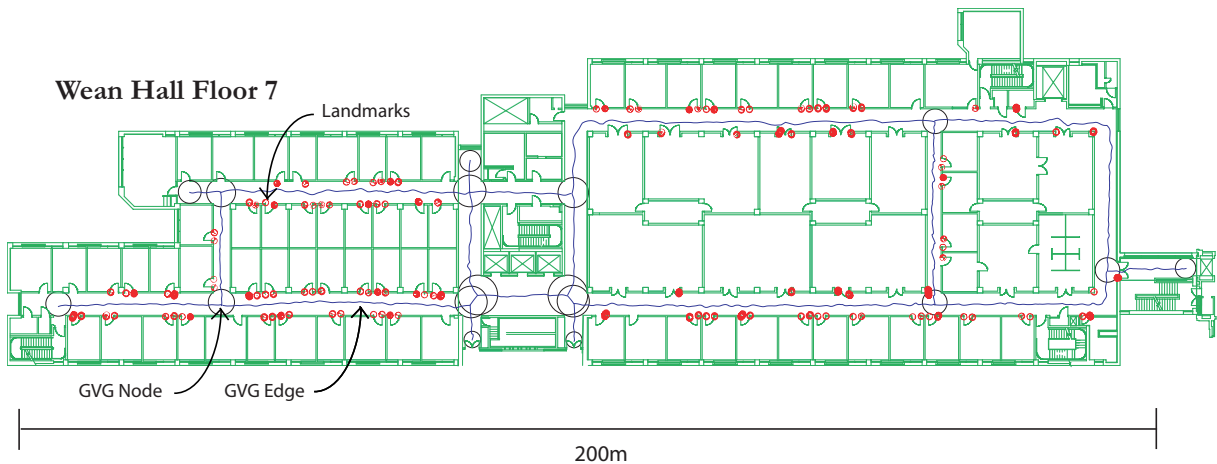 Wean Hall Floor 7
Landmarks
GVG Node
GVG Edge
200m